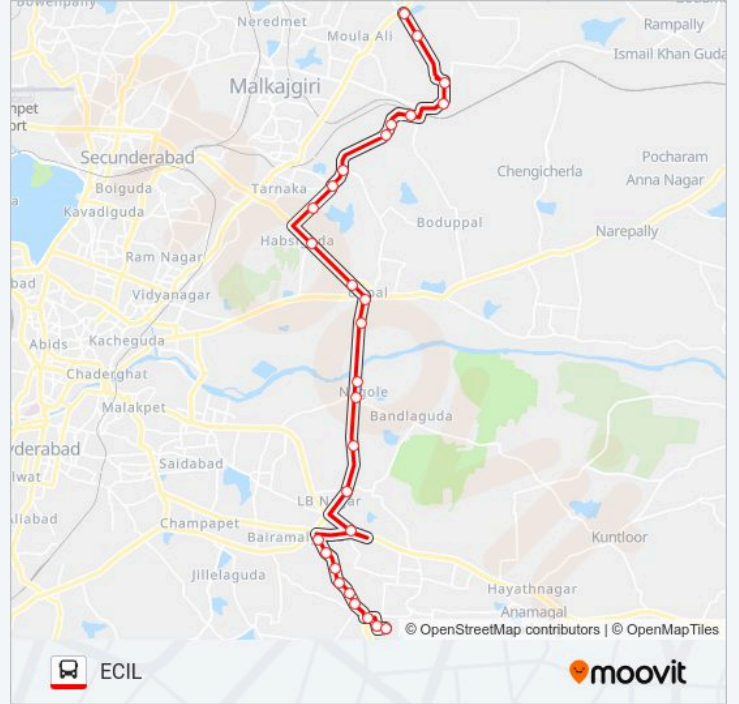 Bowenpally
Neredmet
Moula Ali
Rampally
Ismail Khan Guda
Malkajgiri
Secunderabad
Boiguda
Tarnaka
Kavadiguda
Chengicherla
Pocharam
Anna Nagar
Boduppal
Narepally
Ram Nagar
Vidyanagar
Abids
Kacheguda
Chaderghat
Malakpet
Nagole
Bandlaguda
Saidabad
LB Nagar
Champapet
Kuntloor
Jillelaguda
Hayathnagar
Anamagal
© OpenStreetMap contributors | © OpenMapTiles
ECIL
moovit